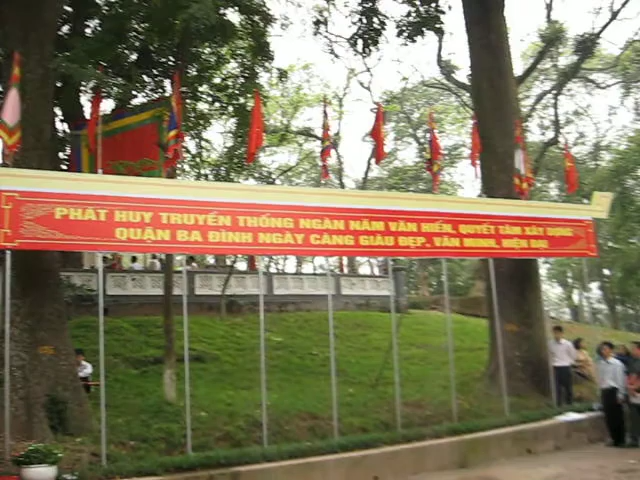 PHÁT HUY TRUYỀN THỐNG NGÀN NĂM VĂN HIẾN, QUYẾT TÂM XÂY DỰNG
QUẬN BA ĐÌNH NGÀY CÀNG GIÀU ĐẸP, VĂN MINH, HIỆN ĐẠI